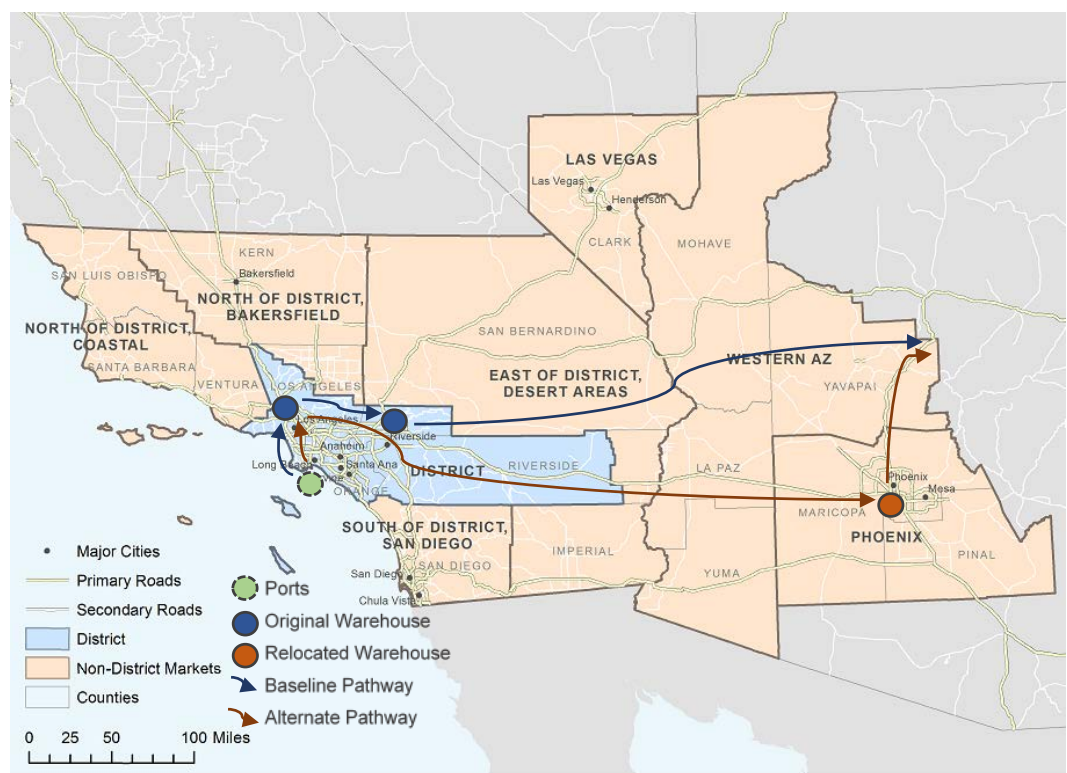 LAS VEGAS
Las Vegas
Henderson
CLARK
MOHAVE
KERN
SAN LUIS OBISPO
Bakersfield
NORTH OF DISTRICT,
BAKERSFIELD
NORTH OF DISTRICT,
COASTAL
SAN BERNARDINO
WESTERN AZ
SANTA BARBARA
EAST OF DISTRICT,
DESERT AREAS
VENTURA
LOS ANGELES
YAVAPAI
Los Angeles
Riverside
Anaheim
Long Beach
Santa Ana
DISTRICT
RIVERSIDE
LA PAZ
Phoenix
Mesa
ORANGE
MARICOPA
PHOENIX
SOUTH OF DISTRICT,
SAN DIEGO
IMPERIAL
PINAL
SAN DIEGO
San Diego
YUMA
Chula Vista
Major Cities
Primary Roads
Secondary Roads
District
Non-District Markets
Counties
Ports
Original Warehouse
Relocated Warehouse
Baseline Pathway
Alternate Pathway
0 25 50 100 Miles